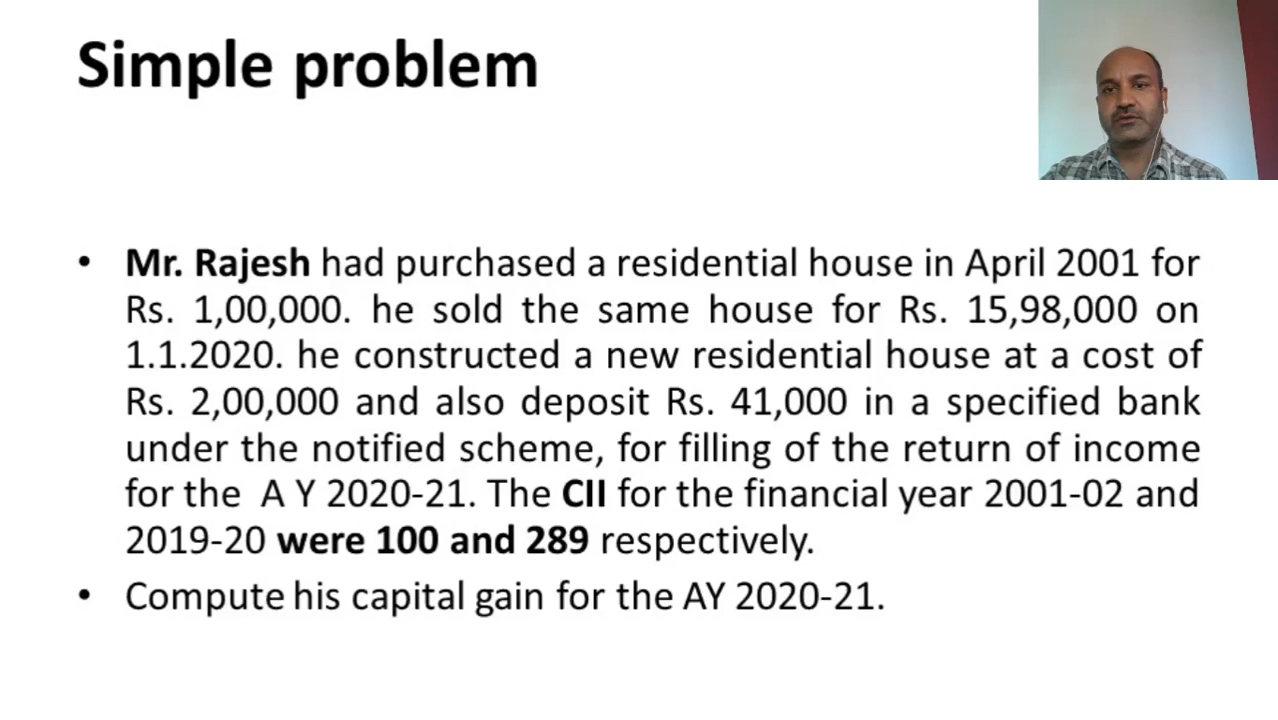 Simple problem
• Mr. Rajesh had purchased a residential house in April 2001 for
Rs. 1,00,000. he sold the same house for Rs. 15,98,000 on
1.1.2020. he constructed a new residential house at a cost of
Rs. 2,00,000 and also deposit Rs. 41,000 in a specified bank
under the notified scheme, for filling of the return of income
for the A Y 2020-21. The CII for the financial year 2001-02 and
2019-20 were 100 and 289 respectively.
• Compute his capital gain for the AY 2020-21.